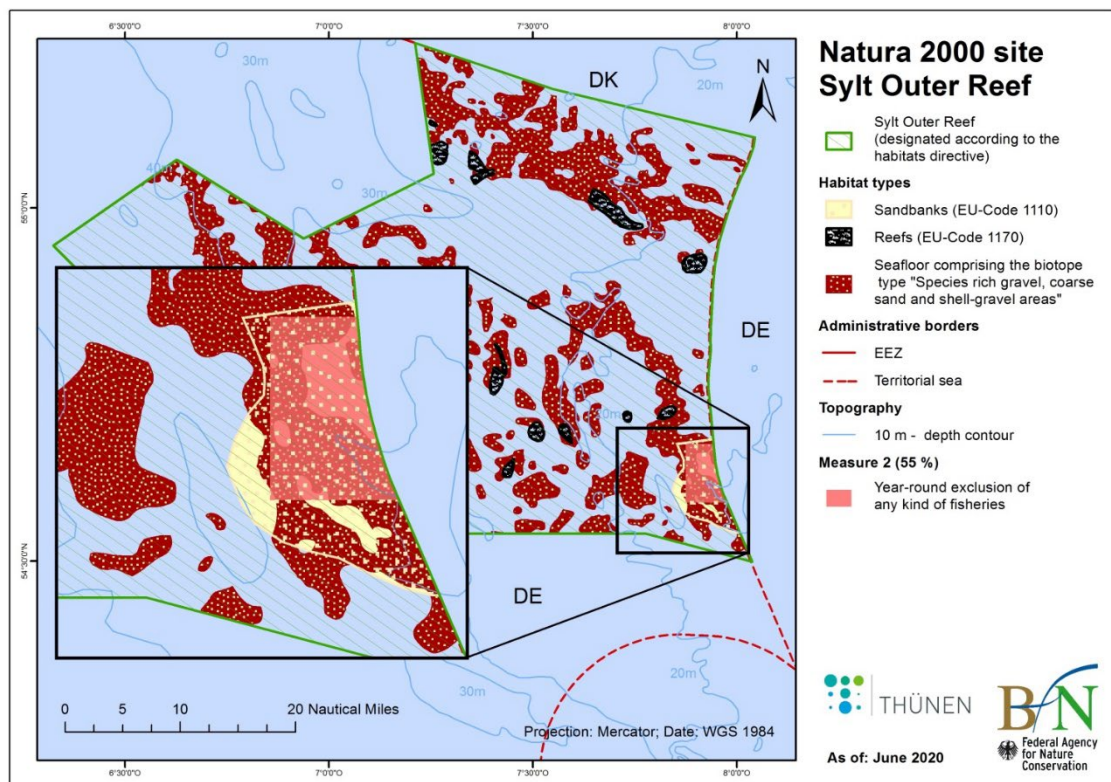 6°30'0"O
7°0'0"O
7°30'0"O
8°0'0"O
30m
20m
DK
N
40m
30m
55°0'0"N
DE
54°30'0"N
DE
20m
30m
0 5 10 20 Nautical Miles
Projection: Mercator; Date: WGS 1984
6°30'0"O
7°0'0"O
7°30'0"O
8°0'0"O
Natura 2000 site
Sylt Outer Reef
Sylt Outer Reef
(designated according to the
habitats directive)
Habitat types
Sandbanks (EU-Code 1110)
Reefs (EU-Code 1170)
Seafloor comprising the biotope
type "Species rich gravel, coarse
sand and shell-gravel areas"
Administrative borders
EEZ
Territorial sea
Topography
10 m - depth contour
Measure 2 (55 %)
Year-round exclusion of
any kind of fisheries
THÜNEN
BfN
Federal Agency
for Nature
Conservation
As of: June 2020